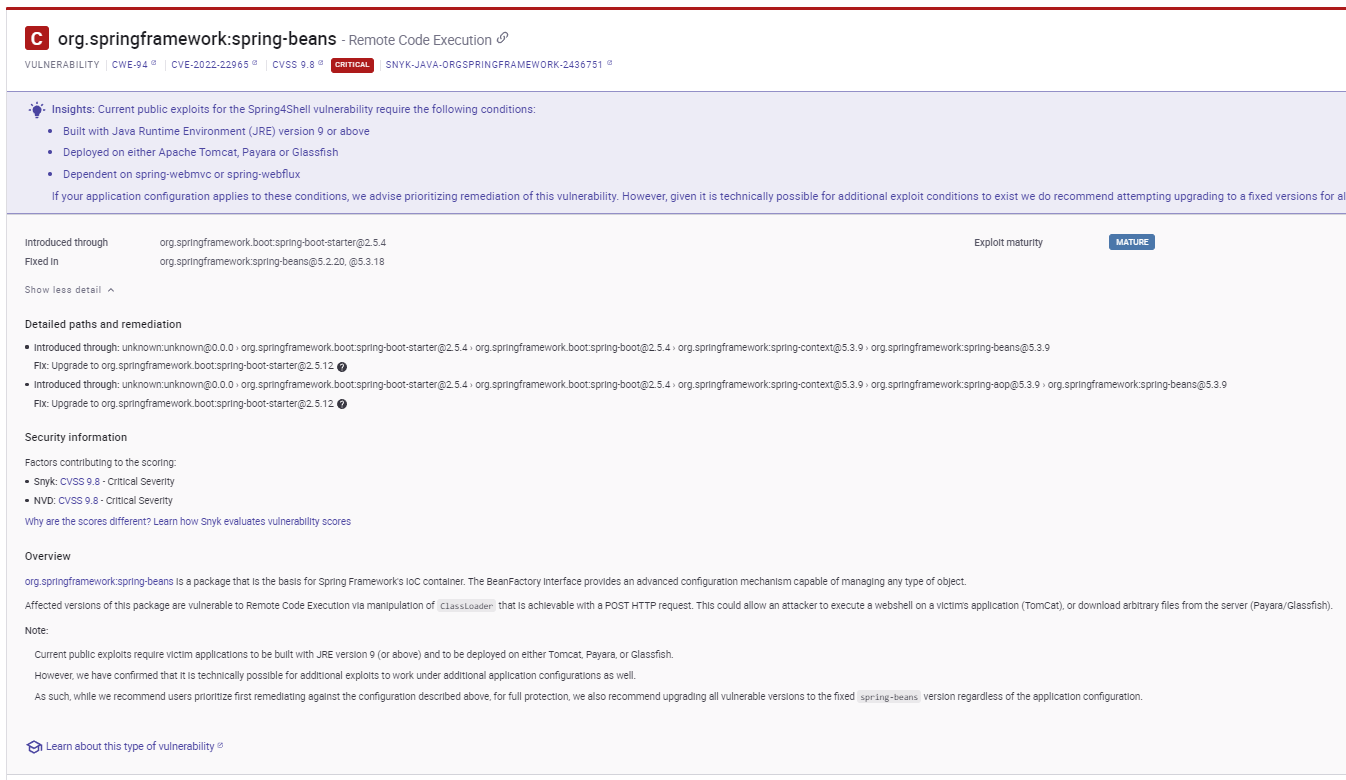 C org.springframework:spring-beans - Remote Code Execution
VULNERABILITY CWE-94 CVE-2022-22965 CVSS 9.8 CRITICAL SNYK-JAVA-ORGSPRINGFRAMEWORK-2436751
Insights: Current public exploits for the Spring4Shell vulnerability require the following conditions:
• Built with Java Runtime Environment (JRE) version 9 or above
• Deployed on either Apache Tomcat, Payara or Glassfish
• Dependent on spring-webmvc or spring-webflux
If your application configuration applies to these conditions, we advise prioritizing remediation of this vulnerability. However, given it is technically possible for additional exploit conditions to exist we do recommend attempting upgrading to a fixed versions for al
Introduced through org.springframework.boot:spring-boot-starter@2.5.4 Exploit maturity MATURE
Fixed in org.springframework:spring-beans@5.2.20, @5.3.18
Show less detail
Detailed paths and remediation
• Introduced through: unknown:unknown@0.0.0 › org.springframework.boot:spring-boot-starter@2.5.4 › org.springframework.boot:spring-boot@2.5.4 › org.springframework:spring-context@5.3.9 › org.springframework:spring-beans@5.3.9
Fix: Upgrade to org.springframework.boot:spring-boot-starter@2.5.12 ?
• Introduced through: unknown:unknown@0.0.0 › org.springframework.boot:spring-boot-starter@2.5.4 › org.springframework.boot:spring-boot@2.5.4 › org.springframework:spring-context@5.3.9 › org.springframework:spring-aop@5.3.9 › org.springframework:spring-beans@5.3.9
Fix: Upgrade to org.springframework.boot:spring-boot-starter@2.5.12 ?
Security information
Factors contributing to the scoring:
• Snyk: CVSS 9.8 - Critical Severity
• NVD: CVSS 9.8 - Critical Severity
Why are the scores different? Learn how Snyk evaluates vulnerability scores
Overview
org.springframework:spring-beans is a package that is the basis for Spring Framework's IoC container. The BeanFactory interface provides an advanced configuration mechanism capable of managing any type of object.
Affected versions of this package are vulnerable to Remote Code Execution via manipulation of ClassLoader that is achievable with a POST HTTP request. This could allow an attacker to execute a webshell on a victim's application (TomCat), or download arbitrary files from the server (Payara/Glassfish).
Note:
Current public exploits require victim applications to be built with JRE version 9 (or above) and to be deployed on either Tomcat, Payara, or Glassfish.
However, we have confirmed that it is technically possible for additional exploits to work under additional application configurations as well.
As such, while we recommend users prioritize first remediating against the configuration described above, for full protection, we also recommend upgrading all vulnerable versions to the fixed spring-beans version regardless of the application configuration.
Learn about this type of vulnerability